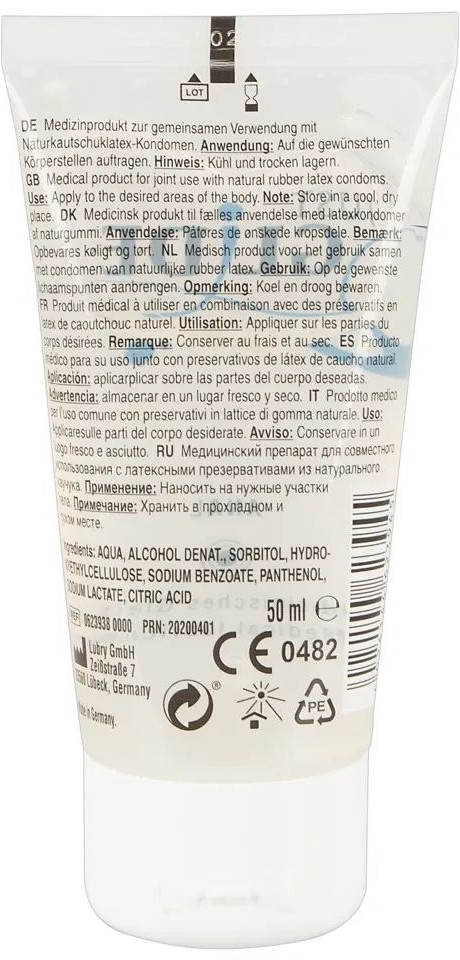 02
LOT
DE Medizinprodukt zur gemeinsamen Verwendung mit
Naturkautschuklatex-Kondomen. Anwendung: Auf die gewünschten
Körperstellen auftragen. Hinweis: Kühl und trocken lagern.
GB Medical product for joint use with natural rubber latex condoms.
Use: Apply to the desired areas of the body. Note: Store in a cool, dry
place. DK Medicinsk produkt til fælles anvendelse med latexkondomer
af naturgummi. Anvendelse: Påføres de ønskede kropsdele. Bemærk:
Opbevares køligt og tørt. NL Medisch product voor het gebruik samen
met condomen van natuurlijke rubber latex. Gebruik: Op de gewenste
lichaamspunten aanbrengen. Opmerking: Koel en droog bewaren.
FR Produit médical à utiliser en combinaison avec des préservatifs en
latex de caoutchouc naturel. Utilisation: Appliquer sur les parties du
corps désirées. Remarque: Conserver au frais et au sec. ES Producto
médico para su uso junto con preservativos de látex de caucho natural.
Aplicación: aplicarplicar sobre las partes del cuerpo deseadas.
Advertencia: almacenar en un lugar fresco y seco. IT Prodotto medico
per l'uso comune con preservativi in lattice di gomma naturale. Uso:
Applicaresulle parti del corpo desiderate. Avviso: Conservare in un
luogo fresco e asciutto. RU Медицинский препарат для совместного
использования с латексными презервативами из натурального
каучука. Применение: Наносить на нужные участки
тела. Примечание: Хранить в прохладном и
сухом месте.
Ingredients: AQUA, ALCOHOL DENAT., SORBITOL, HYDRO-
XYETHYLCELLULOSE, SODIUM BENZOATE, PANTHENOL,
SODIUM LACTATE, CITRIC ACID
50 ml e
REF 0623938 0000 PRN: 20200401
Lubry GmbH
Zeißstraße 7
Lübeck, Germany
CE 0482
Made in Germany.
PE